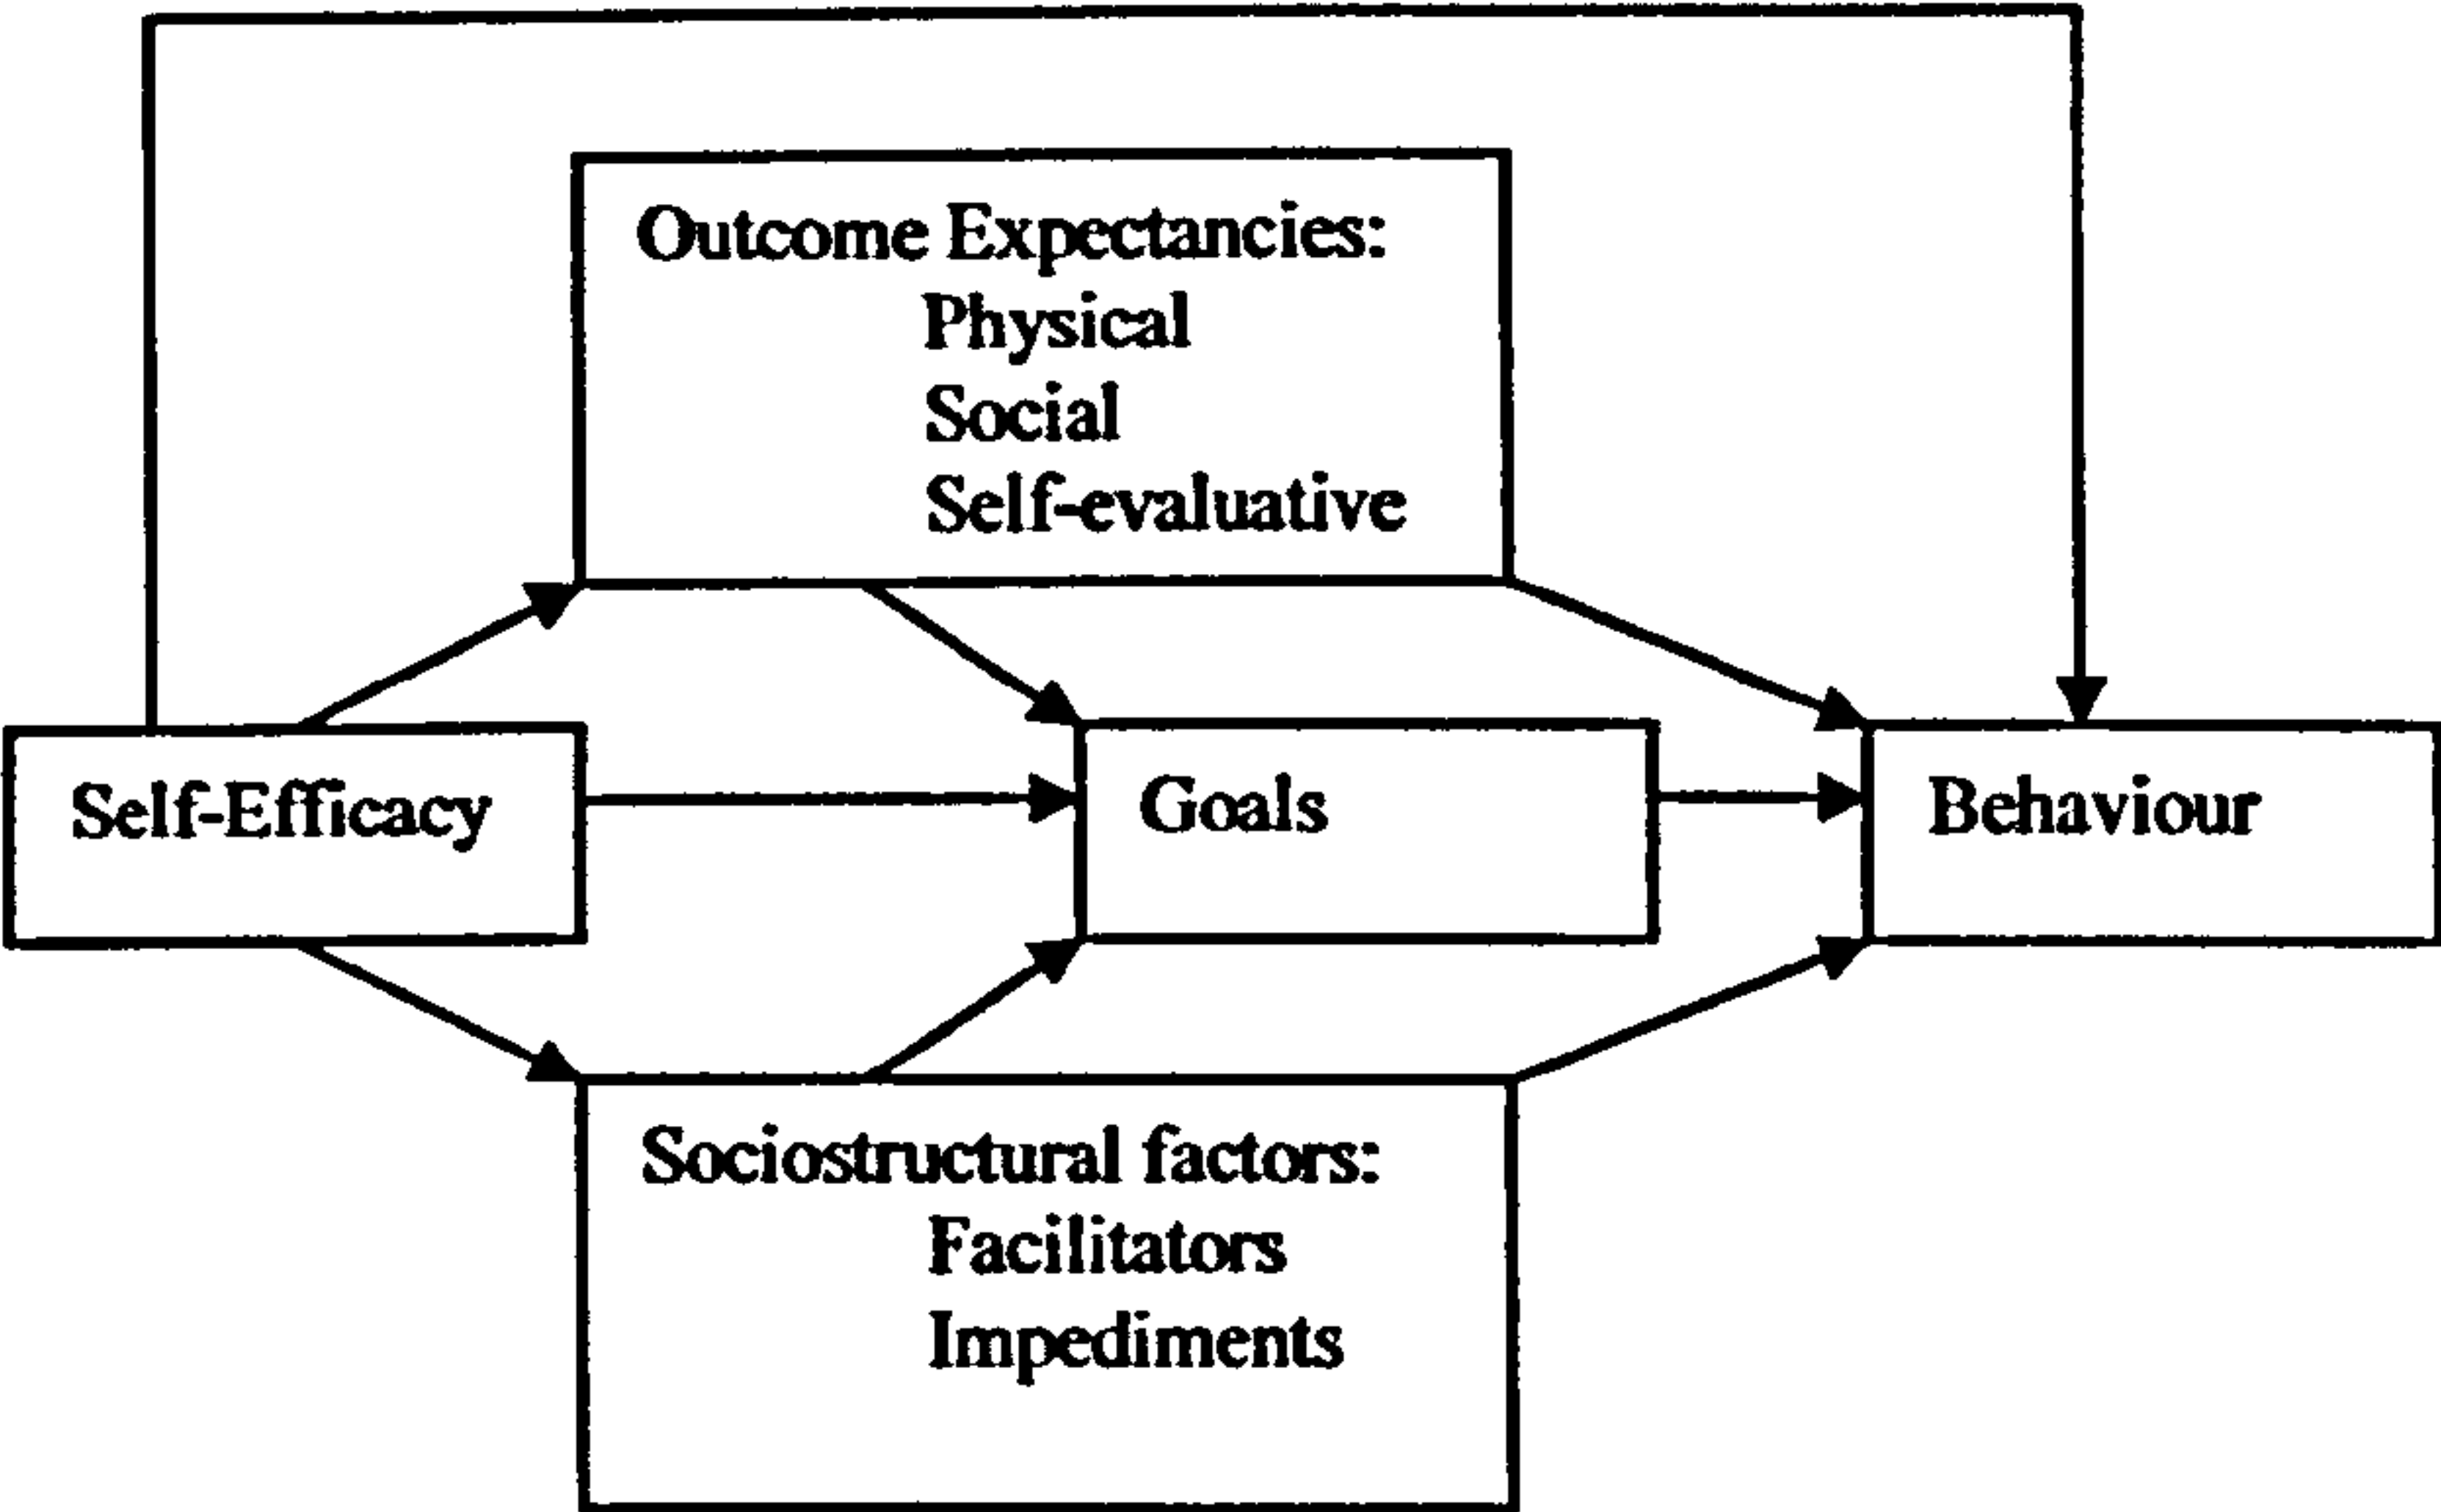 Outcome Expectancies:
Physical
Social
Self-evaluative
Self-Efficacy
Goals
Behaviour
Sociostructural factors:
Facilitators
Impediments